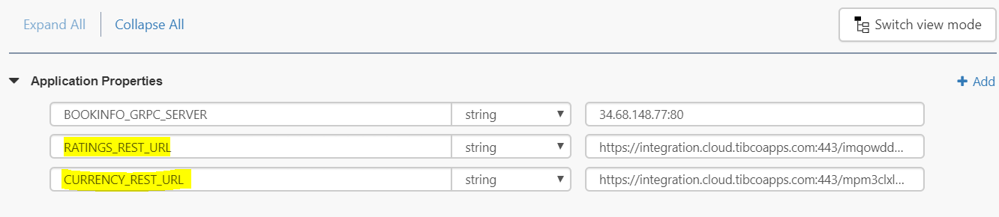 Expand All Collapse All Switch view mode
Application Properties Add
BOOKINFO_GRPC_SERVER string 34.68.148.77:80
RATINGS_REST_URL string https://integration.cloud.tibcoapps.com:443/imqowdd...
CURRENCY_REST_URL string https://integration.cloud.tibcoapps.com:443/mpm3clxl...